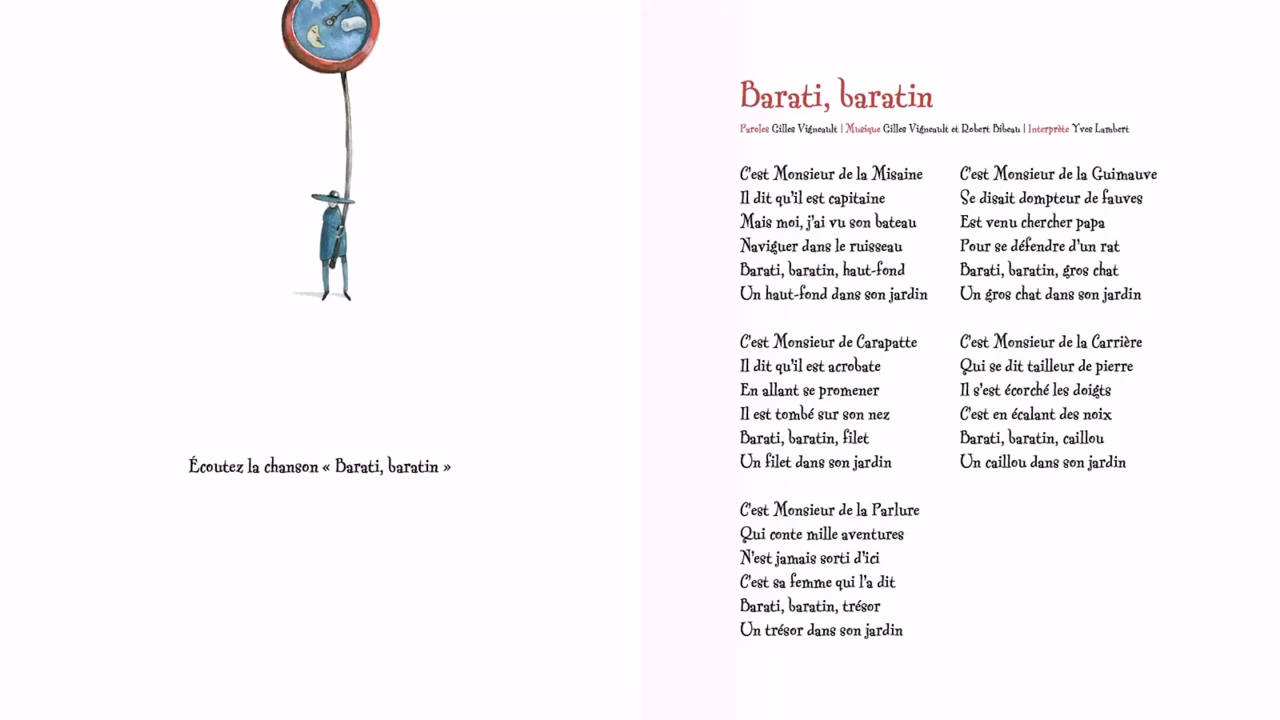 Écoutez la chanson « Barati, baratin »
Barati, baratin
Paroles Gilles Vigneault | Musique Gilles Vigneault et Robert Bibeau | Interprète Yves Lambert
C'est Monsieur de la Misaine
Il dit qu'il est capitaine
Mais moi, j'ai vu son bateau
Naviguer dans le ruisseau
Barati, baratin, haut-fond
Un haut-fond dans son jardin
C'est Monsieur de Carapatte
Il dit qu'il est acrobate
En allant se promener
Il est tombé sur son nez
Barati, baratin, filet
Un filet dans son jardin
C'est Monsieur de la Parlure
Qui conte mille aventures
N'est jamais sorti d'ici
C'est sa femme qui l'a dit
Barati, baratin, trésor
Un trésor dans son jardin
C'est Monsieur de la Guimauve
Se disait dompteur de fauves
Est venu chercher papa
Pour se défendre d'un rat
Barati, baratin, gros chat
Un gros chat dans son jardin
C'est Monsieur de la Carrière
Qui se dit tailleur de pierre
Il s'est écorché les doigts
C'est en écalant des noix
Barati, baratin, caillou
Un caillou dans son jardin